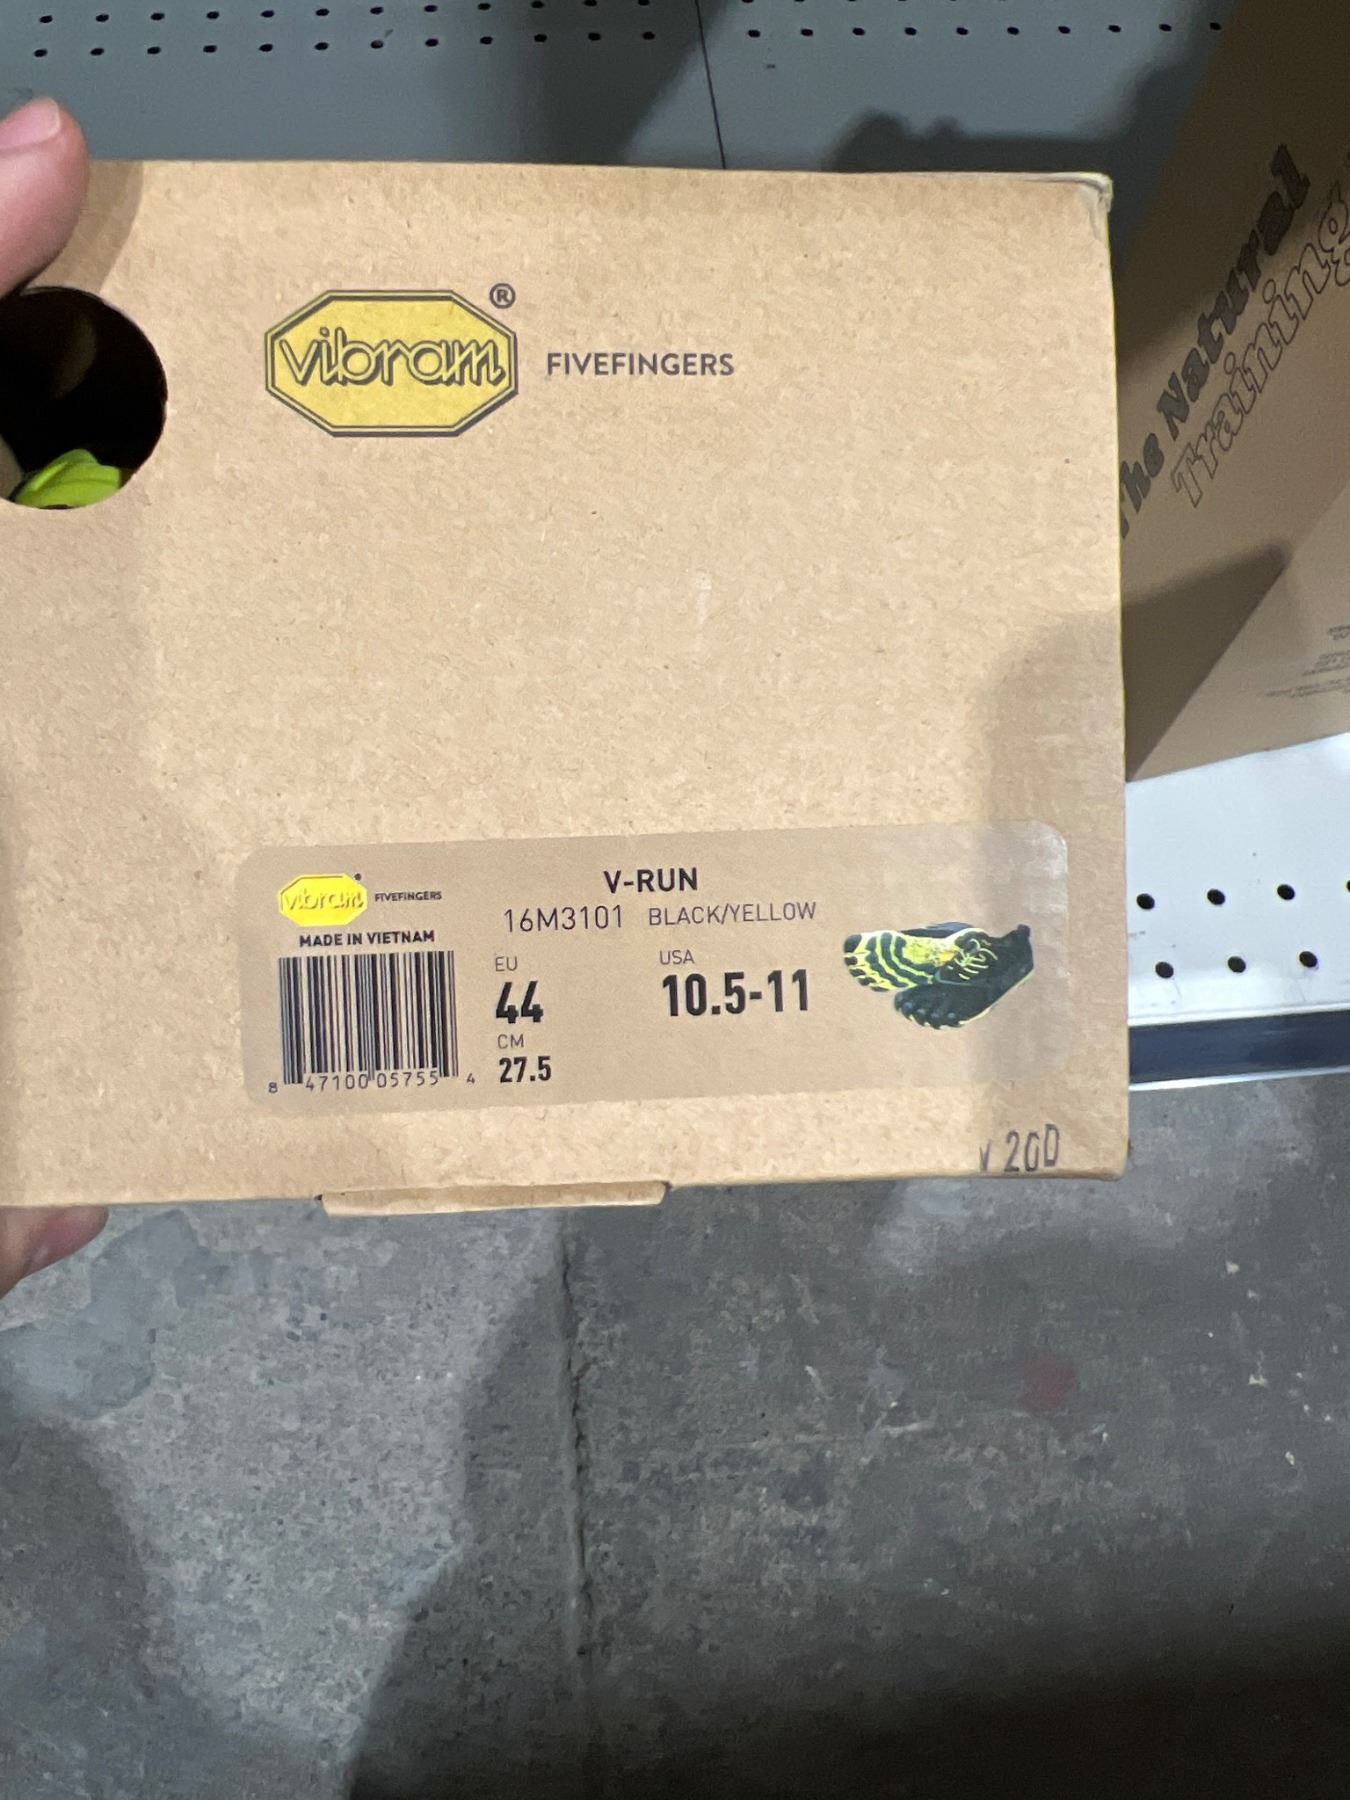 vibram® FIVEFINGERS
The Natural
Training
vibram FIVEFINGERS
MADE IN VIETNAM
8 47100 05755 4
V-RUN
16M3101 BLACK/YELLOW
EU
44
CM
27.5
USA
10.5-11
V 20D